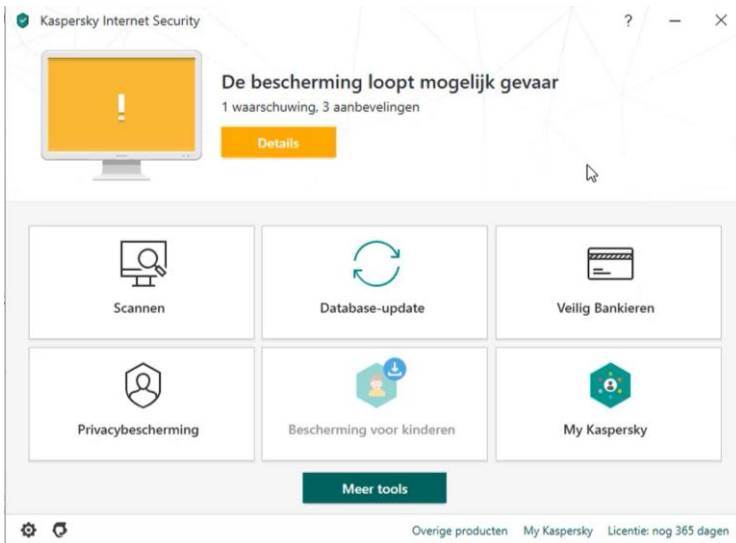 Kaspersky Internet Security
?
De bescherming loopt mogelijk gevaar
1 waarschuwing, 3 aanbevelingen
Details
Scannen
Database-update
Veilig Bankieren
Privacybescherming
Bescherming voor kinderen
My Kaspersky
Meer tools
Overige producten My Kaspersky Licentie: nog 365 dagen